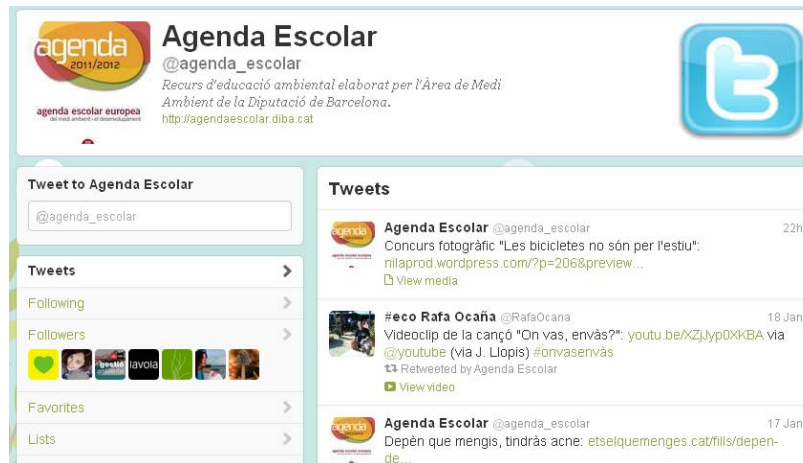 agenda
2011/2012
agenda escolar europea
del medi ambient i el desenvolupament
Agenda Escolar
@agenda_escolar
Recurs d'educació ambiental elaborat per l'Àrea de Medi
Ambient de la Diputació de Barcelona.
http://agendaescolar.diba.cat
Tweet to Agenda Escolar
@agenda_escolar
Tweets
Following
Followers
gestió
lavola
Favorites
Lists
Tweets
Agenda Escolar @agenda_escolar 22h
Concurs fotogràfic "Les bicicletes no són per l'estiu":
nilaprod.wordpress.com/?p=206&preview...
View media
#eco Rafa Ocaña @RafaOcana 18 Jan
Videoclip de la cançó "On vas, envàs?": youtu.be/XZjJyp0XKBA via
@youtube (via J. Llopis) #onvasenvàs
Retweeted by Agenda Escolar
View video
Agenda Escolar @agenda_escolar 17 Jan
Depèn que mengis, tindràs acne: etselquemenges.cat/fills/depen-
de...